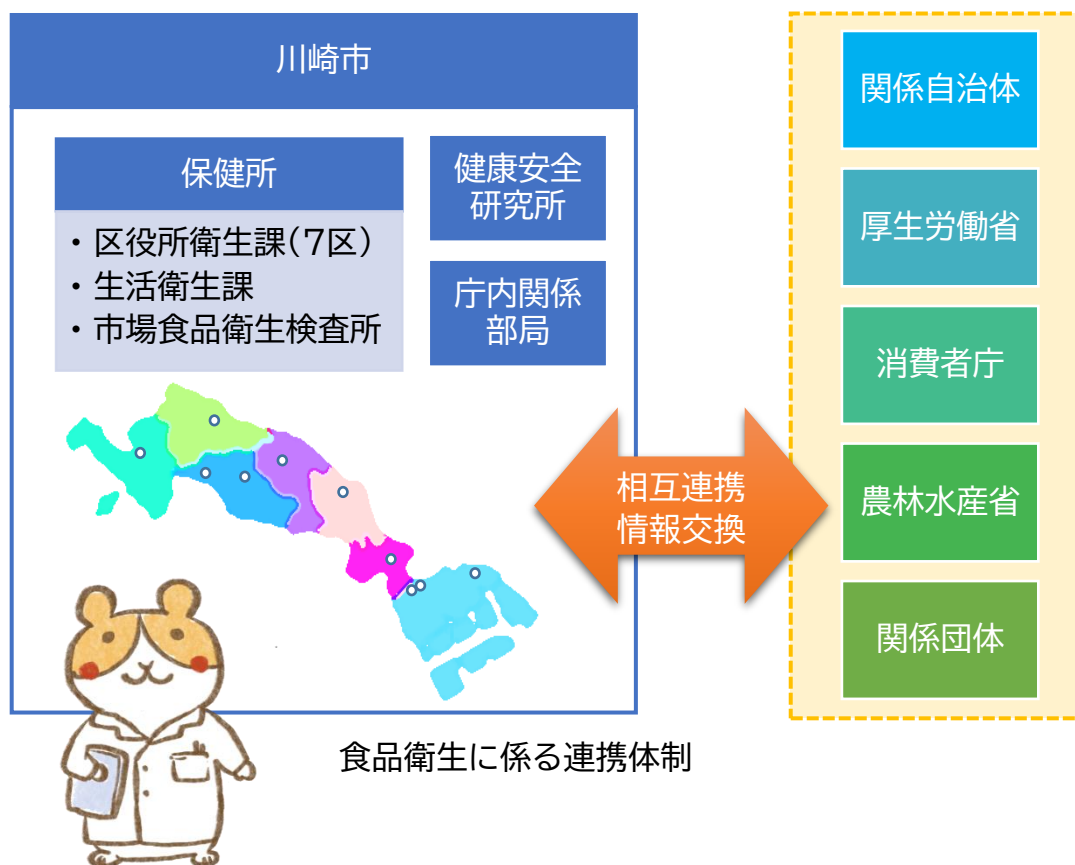 川崎市
保健所
・区役所衛生課(7区)
・生活衛生課
・市場食品衛生検査所
健康安全
研究所
庁内関係
部局
相互連携
情報交換
関係自治体
厚生労働省
消費者庁
農林水産省
関係団体
食品衛生に係る連携体制